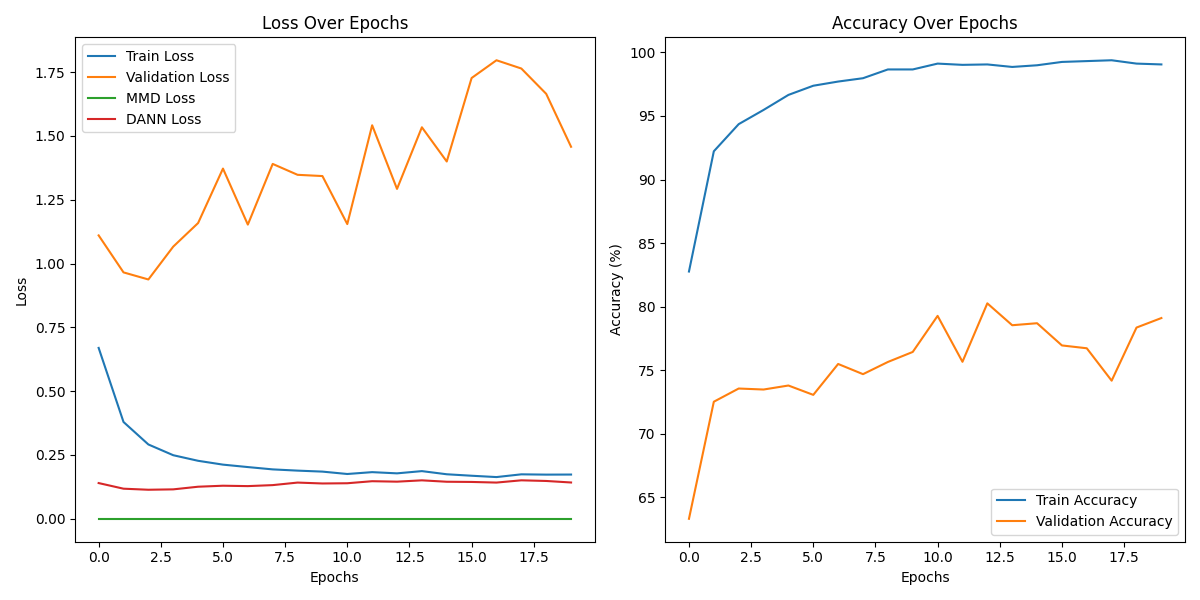 Loss Over Epochs
Train Loss
Validation Loss
MMD Loss
DANN Loss
1.75
1.50
1.25
1.00
0.75
0.50
0.25
0.00
Loss
0.0 2.5 5.0 7.5 10.0 12.5 15.0 17.5
Epochs
Accuracy Over Epochs
100
95
90
85
80
75
70
65
Accuracy (%)
Train Accuracy
Validation Accuracy
0.0 2.5 5.0 7.5 10.0 12.5 15.0 17.5
Epochs